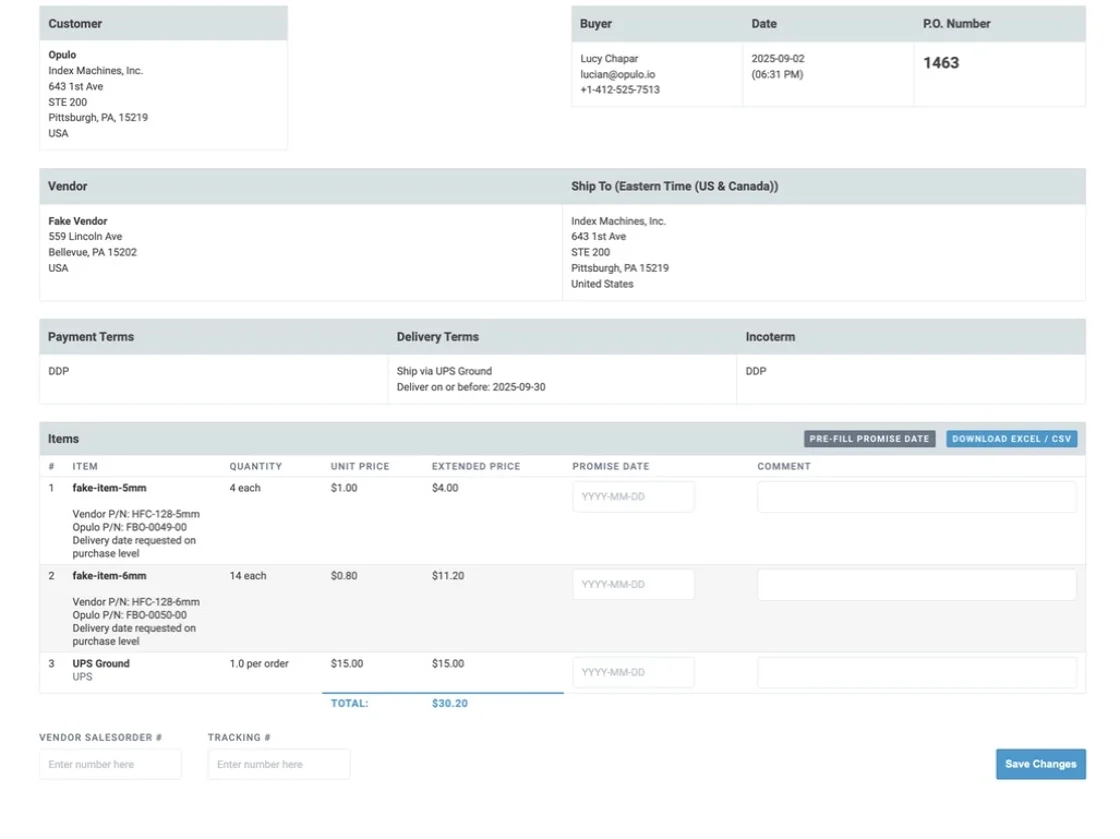 Customer
Opulo
Index Machines, Inc.
643 1st Ave
STE 200
Pittsburgh, PA, 15219
USA
Buyer Date P.O. Number
Lucy Chapar
lucian@opulo.io
+1-412-525-7513
2025-09-02
(06:31 PM)
1463
Vendor
Fake Vendor
559 Lincoln Ave
Bellevue, PA 15202
USA
Ship To (Eastern Time (US & Canada))
Index Machines, Inc.
643 1st Ave
STE 200
Pittsburgh, PA 15219
United States
Payment Terms
DDP
Delivery Terms
Ship via UPS Ground
Deliver on or before: 2025-09-30
Incoterm
DDP
Items PRE-FILL PROMISE DATE DOWNLOAD EXCEL / CSV
# ITEM QUANTITY UNIT PRICE EXTENDED PRICE PROMISE DATE COMMENT
1 fake-item-5mm 4 each $1.00 $4.00 YYYY-MM-DD
Vendor P/N: HFC-128-5mm
Opulo P/N: FBO-0049-00
Delivery date requested on
purchase level
2 fake-item-6mm 14 each $0.80 $11.20 YYYY-MM-DD
Vendor P/N: HFC-128-6mm
Opulo P/N: FBO-0050-00
Delivery date requested on
purchase level
3 UPS Ground 1.0 per order $15.00 $15.00 YYYY-MM-DD
UPS
TOTAL: $30.20
VENDOR SALESORDER # TRACKING #
Enter number here Enter number here Save Changes